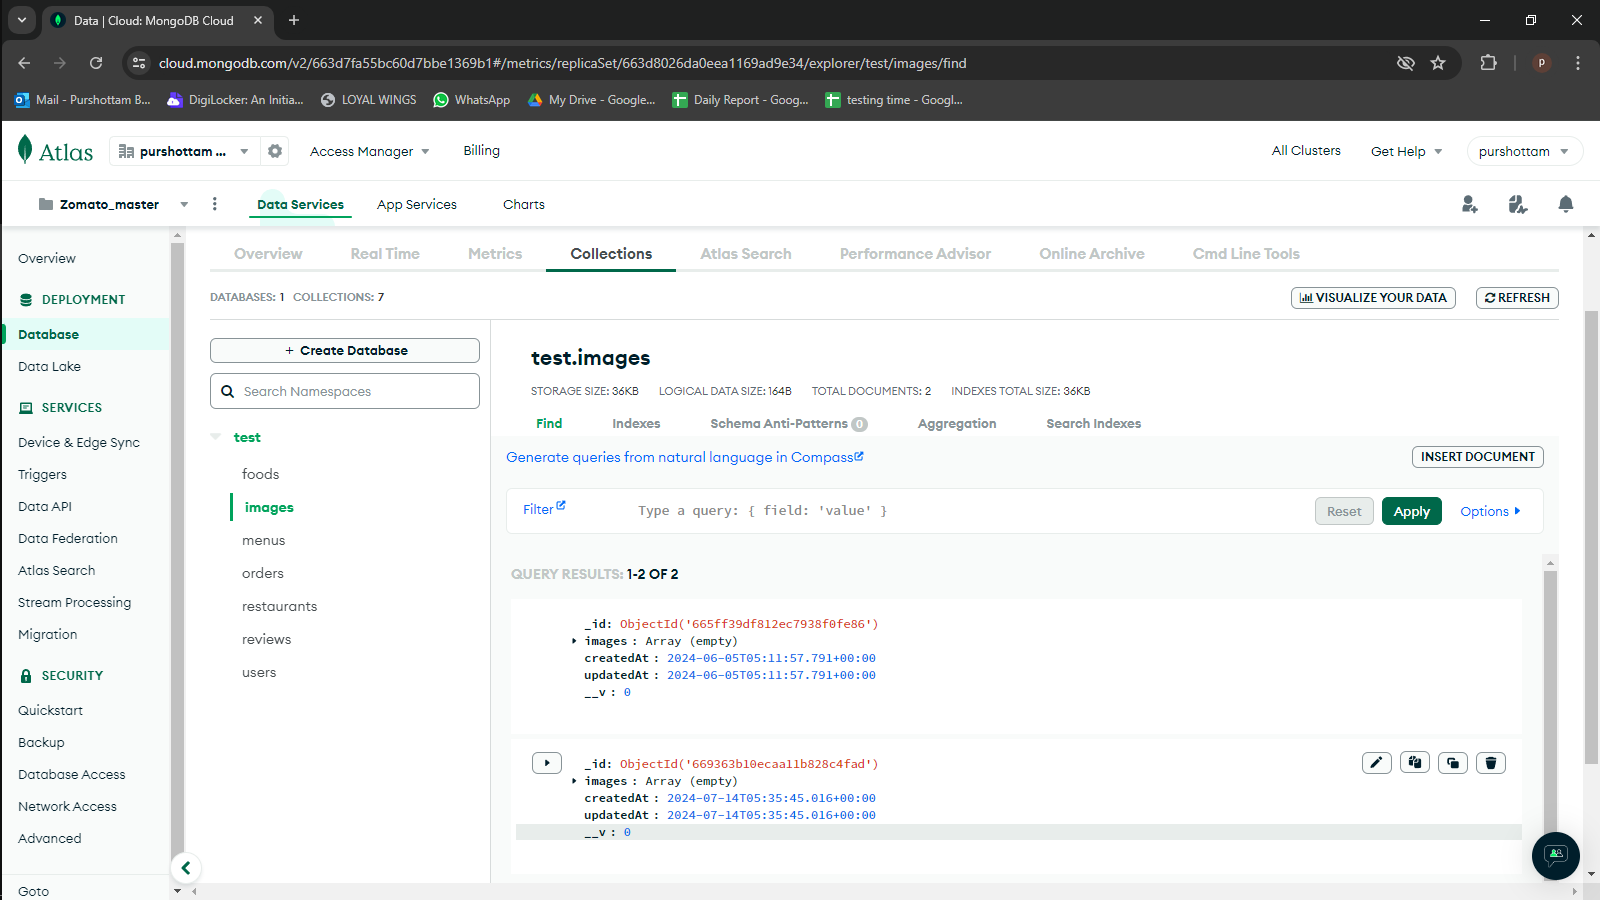 Data | Cloud: MongoDB Cloud
cloud.mongodb.com/v2/663d7fa55bc60d7bbe1369b1#/metrics/replicaSet/663d8026da0eea1169ad9e34/explorer/test/images/find
p
Mail - Purshottam B...
DigiLocker: An Initia...
LOYAL WINGS
WhatsApp
My Drive - Google...
Daily Report - Goog...
testing time - Googl...
Atlas
purshottam ...
Access Manager
Billing
All Clusters
Get Help
purshottam
Zomato_master
Data Services
App Services
Charts
Overview
DEPLOYMENT
Database
Data Lake
SERVICES
Device & Edge Sync
Triggers
Data API
Data Federation
Atlas Search
Stream Processing
Migration
SECURITY
Quickstart
Backup
Database Access
Network Access
Advanced
Goto
Overview
Real Time
Metrics
Collections
Atlas Search
Performance Advisor
Online Archive
Cmd Line Tools
DATABASES: 1 COLLECTIONS: 7
VISUALIZE YOUR DATA
REFRESH
+ Create Database
Search Namespaces
test
foods
images
menus
orders
restaurants
reviews
users
test.images
STORAGE SIZE: 36KB LOGICAL DATA SIZE: 164B TOTAL DOCUMENTS: 2 INDEXES TOTAL SIZE: 36KB
Find
Indexes
Schema Anti-Patterns 0
Aggregation
Search Indexes
Generate queries from natural language in Compass
INSERT DOCUMENT
Filter
Type a query: { field: 'value' }
Reset
Apply
Options
QUERY RESULTS: 1-2 OF 2
_id: ObjectId('665ff39df812ec7938f0fe86')
images: Array (empty)
createdAt: 2024-06-05T05:11:57.791+00:00
updatedAt: 2024-06-05T05:11:57.791+00:00
__v: 0
_id: ObjectId('669363b10ecaa11b828c4fad')
images: Array (empty)
createdAt: 2024-07-14T05:35:45.016+00:00
updatedAt: 2024-07-14T05:35:45.016+00:00
__v: 0